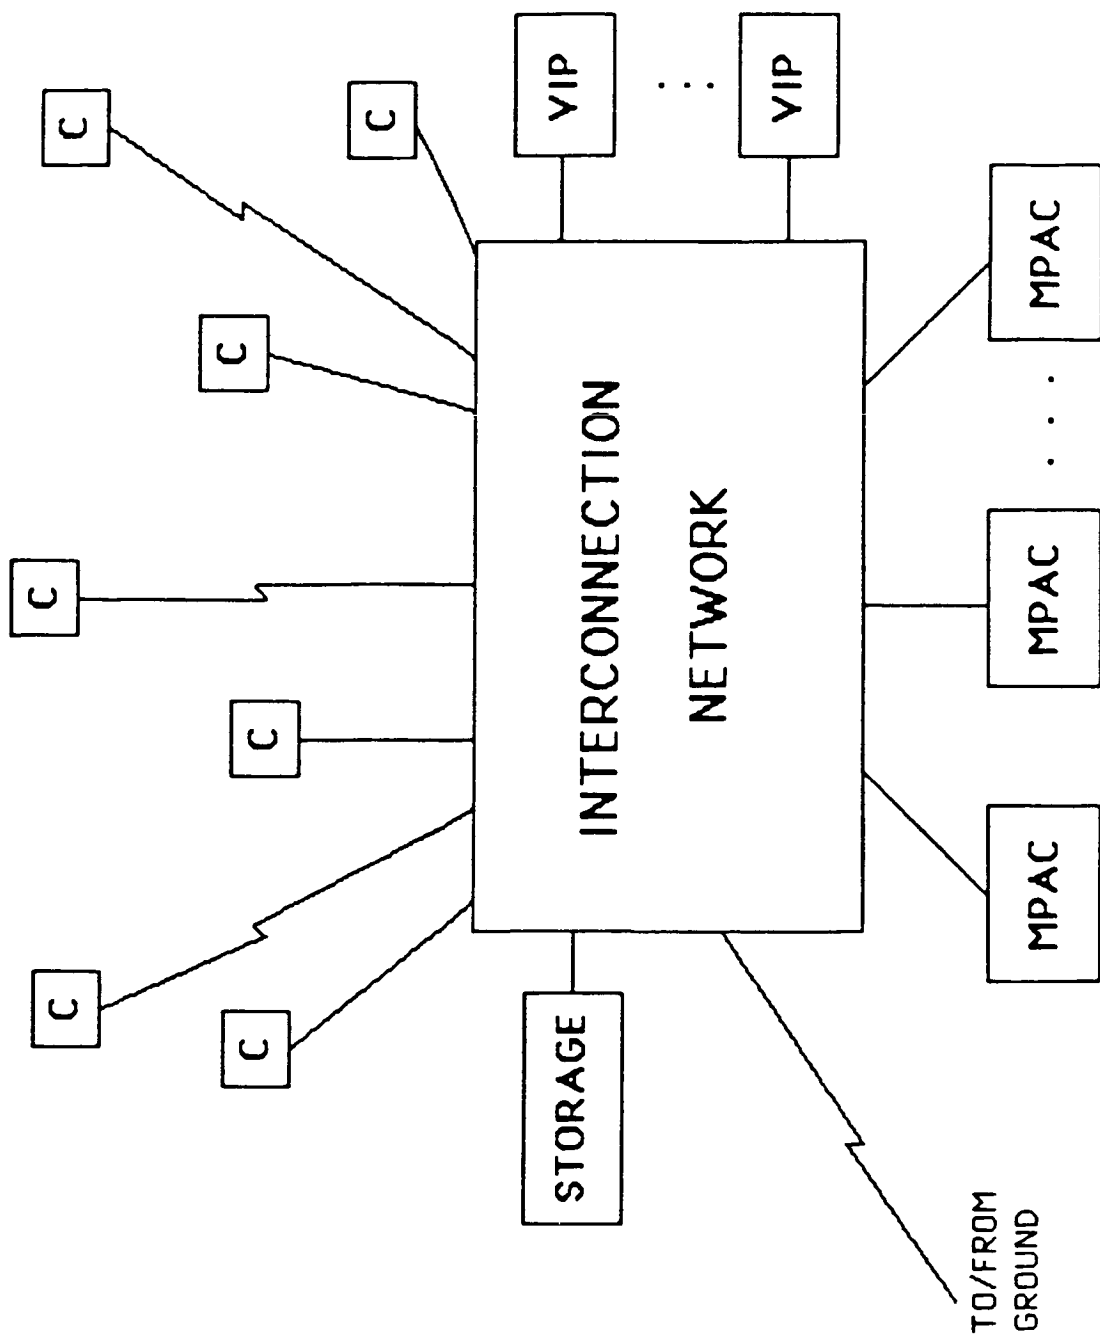 C
C
C
C
C
C
C
STORAGE
INTERCONNECTION
NETWORK
VIP
VIP
TO/FROM
GROUND
MPAC
MPAC
MPAC